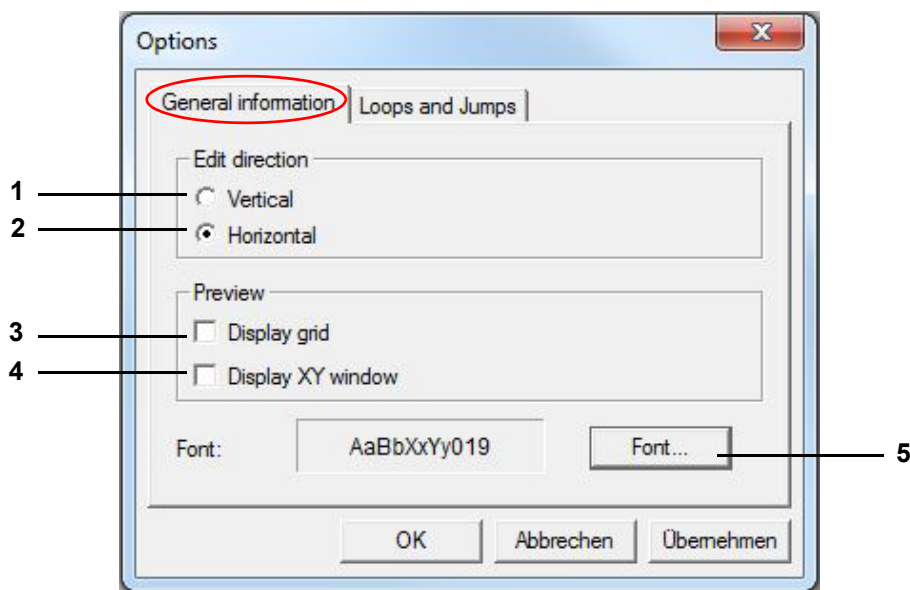 Options
General information Loops and Jumps
Edit direction
1 Vertical
2 Horizontal
Preview
3 Display grid
4 Display XY window
Font: AaBbXxYy019 Font... 5
OK Abbrechen Übernehmen